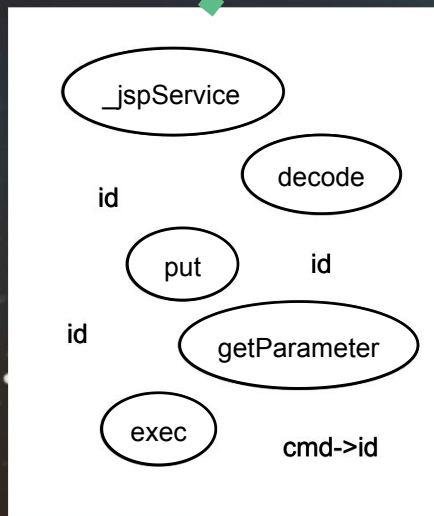 _jspService
decode
id
put
id
id
getParameter
exec
cmd->id